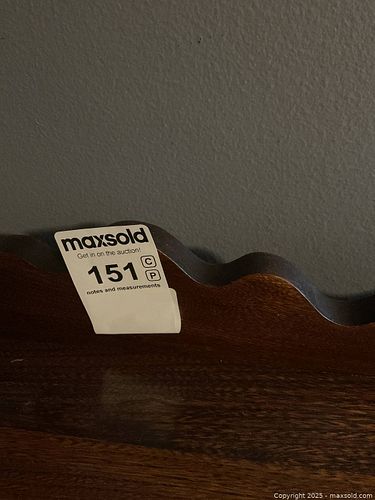 maxsold
Get in on the auction!
151 C
P
notes and measurements
Copyright 2025 - maxsold.com